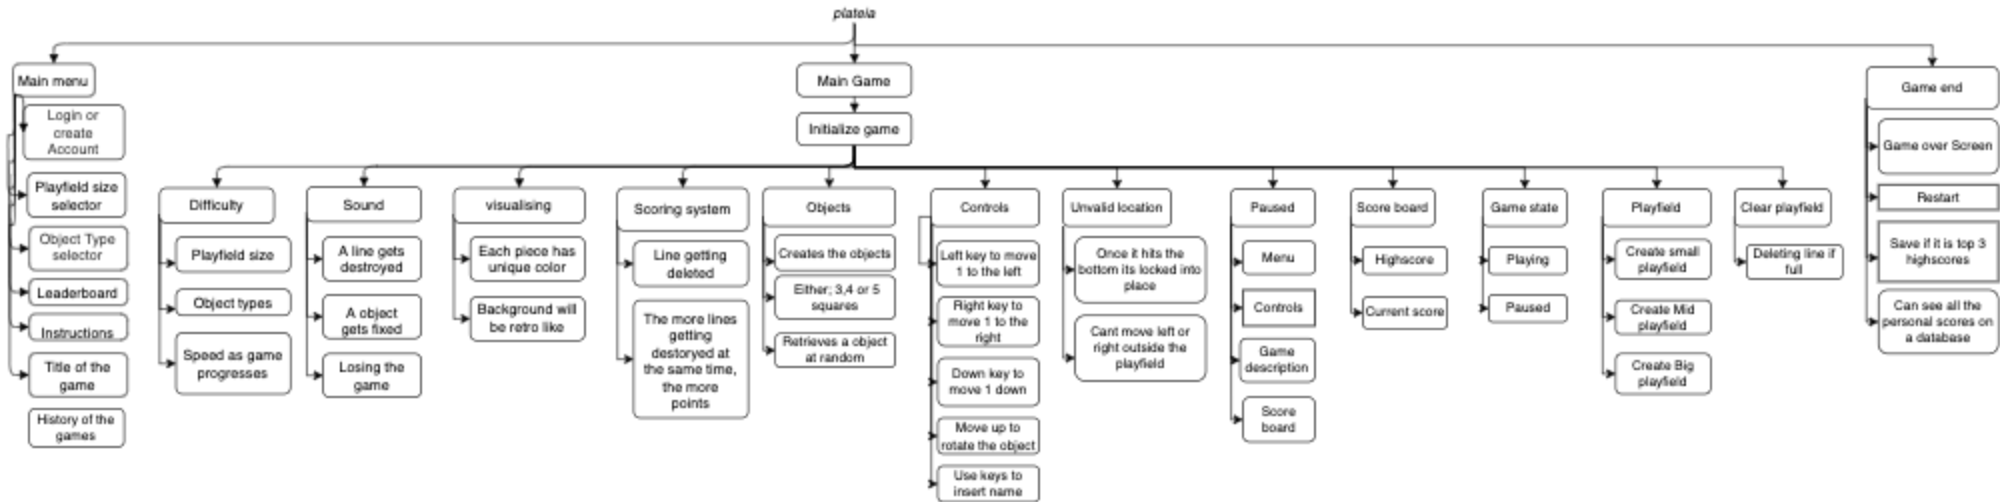 plateia
Main menu
Login or
create
Account
Playfield size
selector
Object Type
selector
Leaderboard
Instructions
Title of the
game
History of the
games
Main Game
Initialize game
Difficulty
Playfield size
Object types
Speed as game
progresses
Sound
A line gets
destroyed
A object
gets fixed
Losing the
game
visualising
Each piece has
unique color
Background will
be retro like
Scoring system
Line getting
deleted
The more lines
getting
destoryed at
the same time,
the more
points
Objects
Creates the objects
Either; 3,4 or 5
squares
Retrieves a object
at random
Controls
Left key to move
1 to the left
Right key to
move 1 to the
right
Down key to
move 1 down
Move up to
rotate the object
Use keys to
insert name
Unvalid location
Once it hits the
bottom its locked into
place
Cant move left or
right outside the
playfield
Paused
Menu
Controls
Game
description
Score
board
Score board
Highscore
Current score
Game state
Playing
Paused
Playfield
Create small
playfield
Create Mid
playfield
Create Big
playfield
Clear playfield
Deleting line if
full
Game end
Game over Screen
Restart
Save if it is top 3
highscores
Can see all the
personal scores on
a database